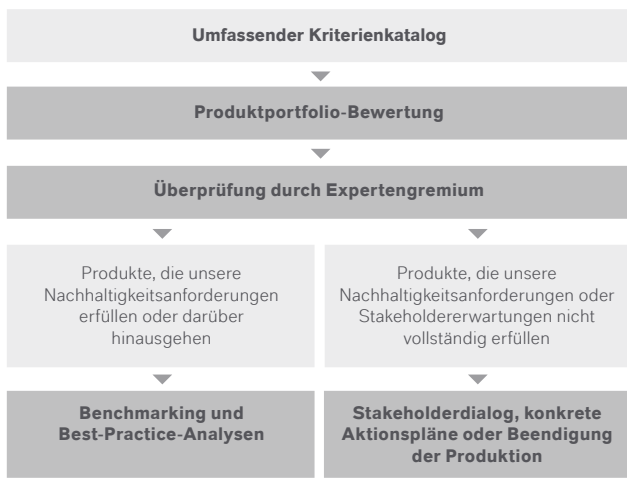 Umfassender Kriterienkatalog
Produktportfolio-Bewertung
Überprüfung durch Expertengremium
Produkte, die unsere
Nachhaltigkeitsanforderungen
erfüllen oder darüber
hinausgehen
Produkte, die unsere
Nachhaltigkeitsanforderungen oder
Stakeholdererwartungen nicht
vollständig erfüllen
Benchmarking und
Best-Practice-Analysen
Stakeholderdialog, konkrete
Aktionspläne oder Beendigung
der Produktion